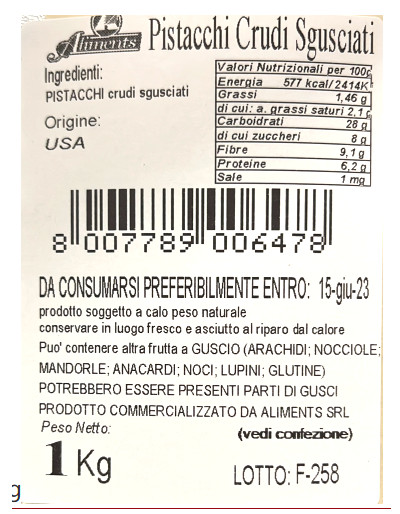 Aliments Pistacchi Crudi Sgusciati
Ingredienti:
PISTACCHI crudi sgusciati
Origine:
USA
Valori Nutrizionali per 100g
Energia 577 kcal/2414K
Grassi 1,46 g
di cui: a. grassi saturi 2,1 g
Carboidrati 28 g
di cui zuccheri 8 g
Fibre 9,1 g
Proteine 6,2 g
Sale 1 mg
8 007789 006478
DA CONSUMARSI PREFERIBILMENTE ENTRO: 15-giu-23
prodotto soggetto a calo peso naturale
conservare in luogo fresco e asciutto al riparo dal calore
Puo' contenere altra frutta a GUSCIO (ARACHIDI; NOCCIOLE;
MANDORLE; ANACARDI; NOCI; LUPINI; GLUTINE)
POTREBBERO ESSERE PRESENTI PARTI DI GUSCI
PRODOTTO COMMERCIALIZZATO DA ALIMENTS SRL
Peso Netto:
(vedi confezione)
1 Kg
LOTTO: F-258
g